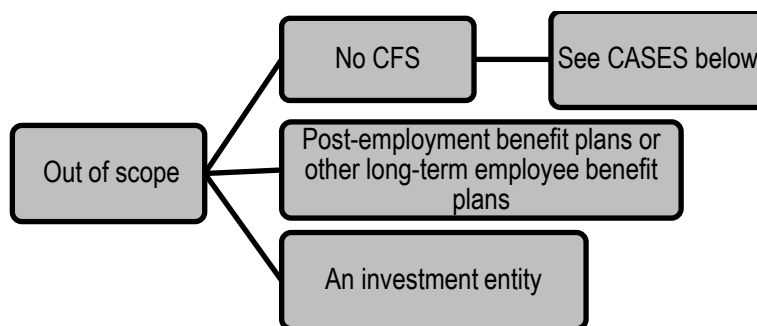 No CFS
See CASES below
Out of scope
Post-employment benefit plans or
other long-term employee benefit
plans
An investment entity